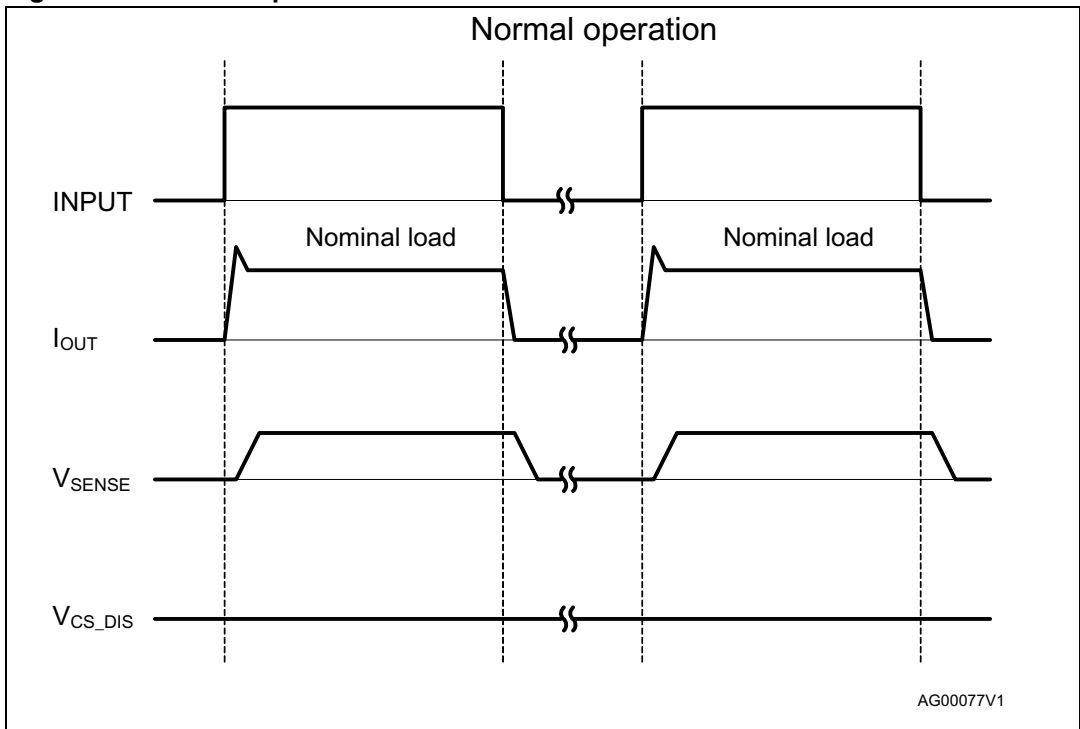 Normal operation
INPUT
Nominal load Nominal load
IOUT
VSENSE
VCS_DIS
AG00077V1